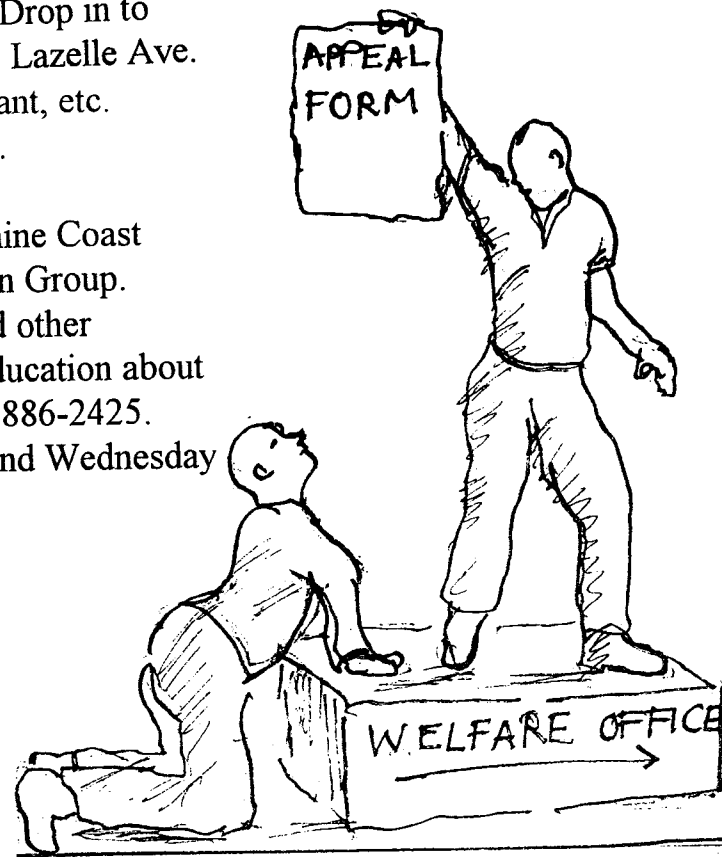 Drop in to
Lazelle Ave.
ant, etc.
.
ine Coast
n Group.
d other
ducation about
886-2425.
nd Wednesday
APPEAL
FORM
WELFARE OFFICE